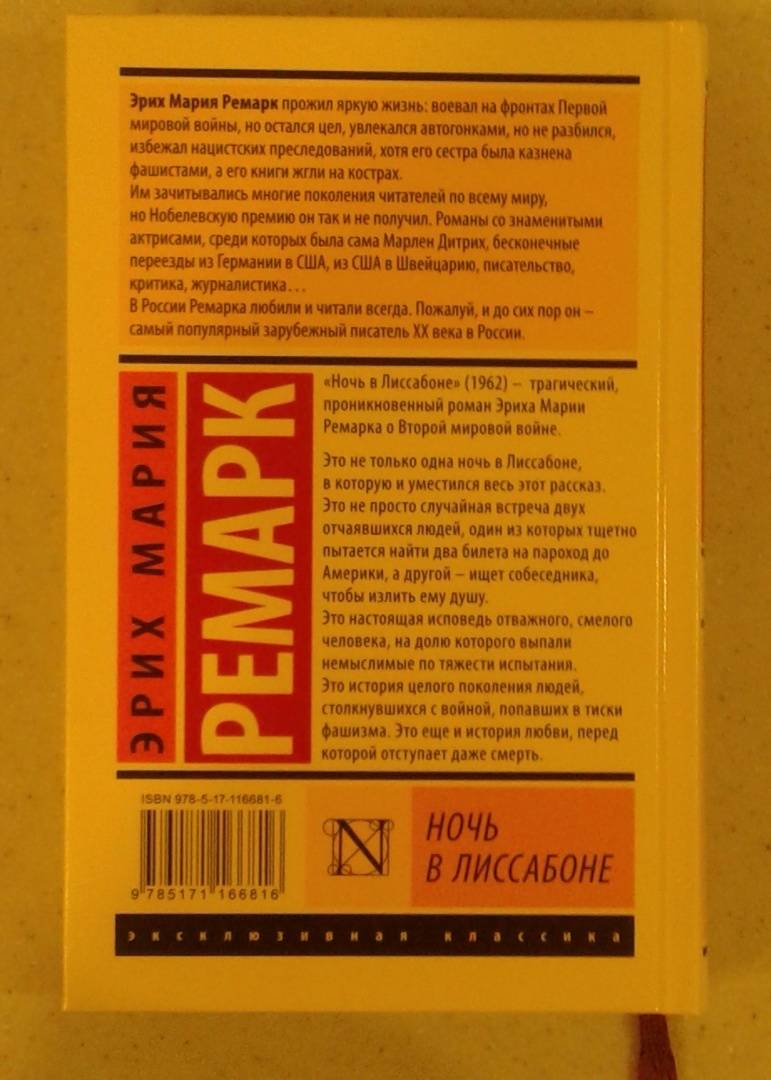 Эрих Мария Ремарк прожил яркую жизнь: воевал на фронтах Первой
мировой войны, но остался цел, увлекался автогонками, но не разбился,
избежал нацистских преследований, хотя его сестра была казнена
фашистами, а его книги жгли на кострах.
Им зачитывались многие поколения читателей по всему миру,
но Нобелевскую премию он так и не получил. Романы со знаменитыми
актрисами, среди которых была сама Марлен Дитрих, бесконечные
переезды из Германии в США, из США в Швейцарию, писательство,
критика, журналистика...
В России Ремарка любили и читали всегда. Пожалуй, и до сих пор он –
самый популярный зарубежный писатель XX века в России.
ЭРИХ МАРИЯ
РЕМАРК
«Ночь в Лиссабоне» (1962) – трагический,
проникновенный роман Эриха Марии
Ремарка о Второй мировой войне.
Это не только одна ночь в Лиссабоне,
в которую и уместился весь этот рассказ.
Это не просто случайная встреча двух
отчаявшихся людей, один из которых тщетно
пытается найти два билета на пароход до
Америки, а другой – ищет собеседника,
чтобы излить ему душу.
Это настоящая исповедь отважного, смелого
человека, на долю которого выпали
немыслимые по тяжести испытания.
Это история целого поколения людей,
столкнувшихся с войной, попавших в тиски
фашизма. Это еще и история любви, перед
которой отступает даже смерть.
ISBN 978-5-17-116681-6
9 785171 166816
N
НОЧЬ
В ЛИССАБОНЕ
эксклюзивная классика